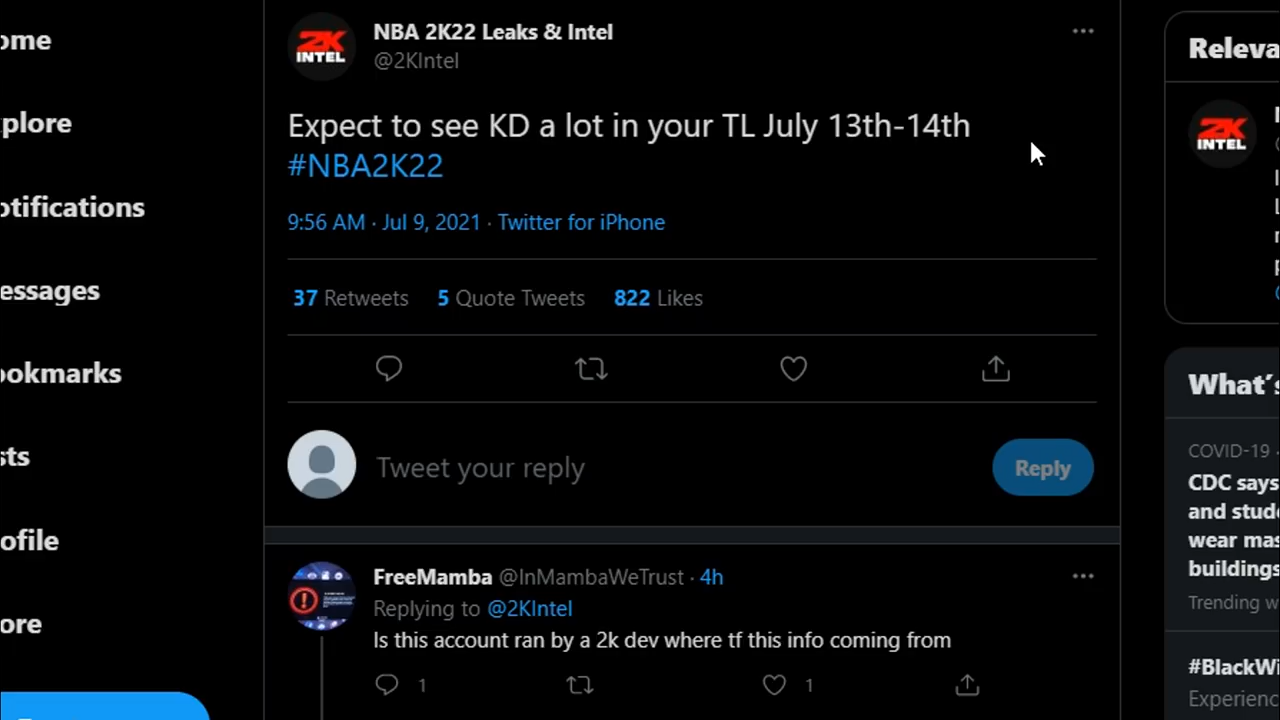 ome
plore
otifications
essages
ookmarks
sts
ofile
ore
2K
INTEL
NBA 2K22 Leaks & Intel
@2KIntel
Expect to see KD a lot in your TL July 13th-14th
#NBA2K22
9:56 AM · Jul 9, 2021 · Twitter for iPhone
37 Retweets 5 Quote Tweets 822 Likes
Tweet your reply
Reply
FreeMamba @InMambaWeTrust · 4h
Replying to @2KIntel
Is this account ran by a 2k dev where tf this info coming from
1 1
Releva
2K
INTEL
What's
COVID-19 ·
CDC says
and stude
wear mas
buildings
Trending w
#BlackWi
Experienc